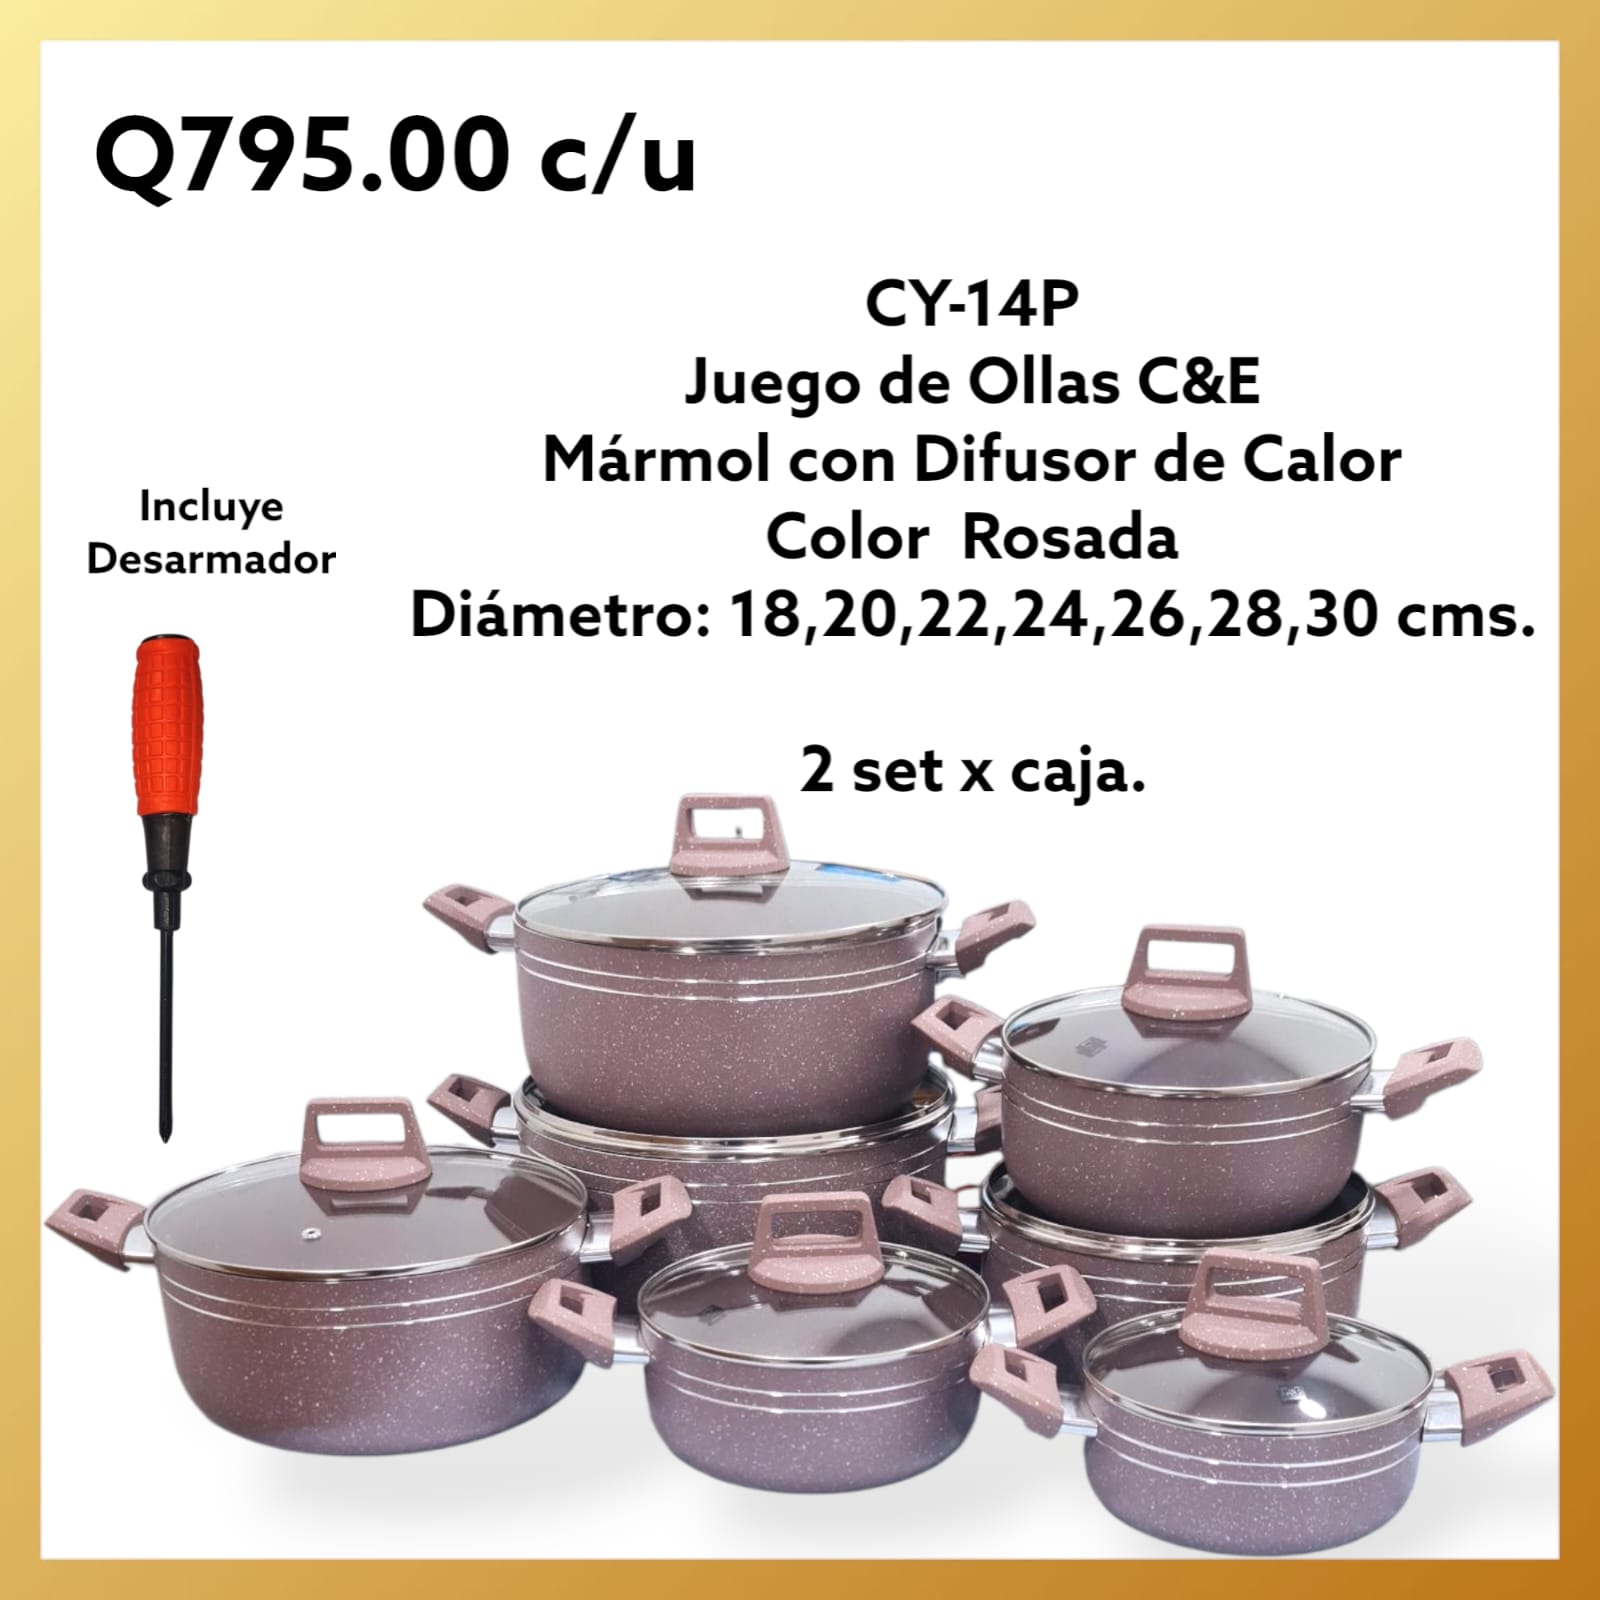 Q795.00 c/u
CY-14P
Juego de Ollas C&E
Mármol con Difusor de Calor
Color Rosada
Diámetro: 18,20,22,24,26,28,30 cms.
2 set x caja.
Incluye
Desarmador